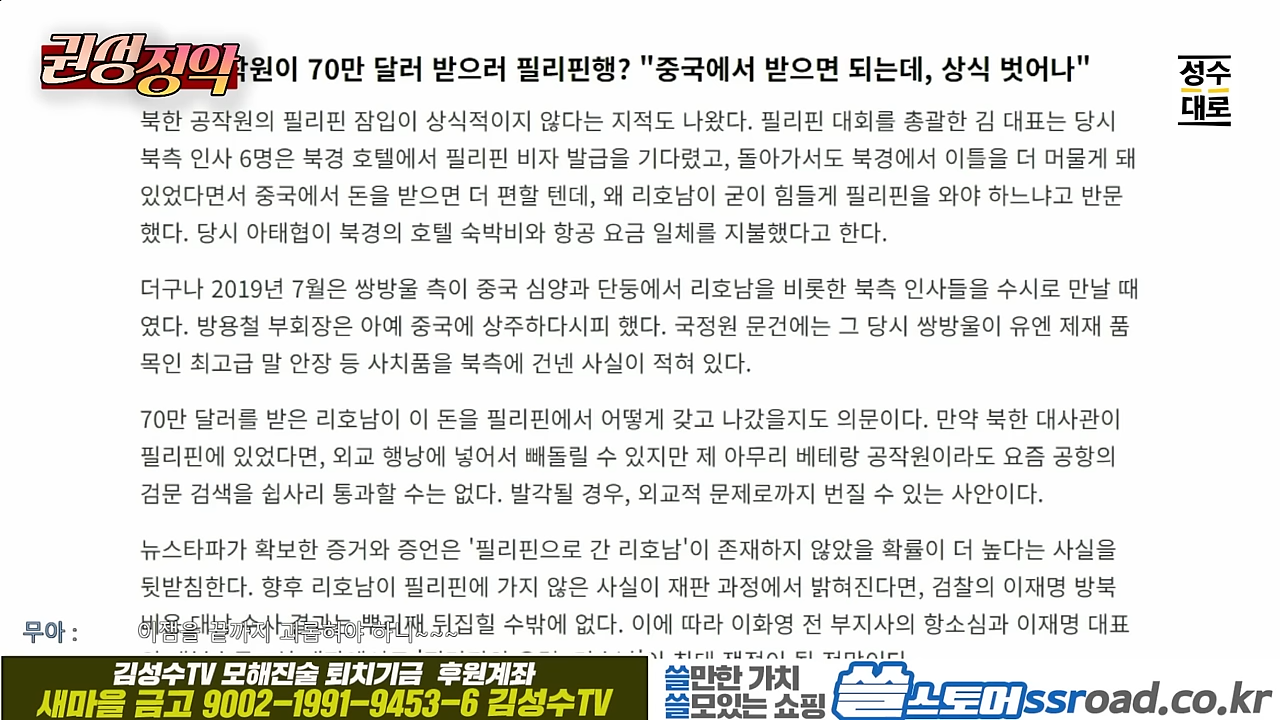 권성징악
작원이 70만 달러 받으러 필리핀행? "중국에서 받으면 되는데, 상식 벗어나"
성수
대로
북한 공작원의 필리핀 잠입이 상식적이지 않다는 지적도 나왔다. 필리핀 대회를 총괄한 김 대표는 당시
북측 인사 6명은 북경 호텔에서 필리핀 비자 발급을 기다렸고, 돌아가서도 북경에서 이틀을 더 머물게 돼
있었다면서 중국에서 돈을 받으면 더 편할 텐데, 왜 리호남이 굳이 힘들게 필리핀을 와야 하느냐고 반문
했다. 당시 아태협이 북경의 호텔 숙박비와 항공 요금 일체를 지불했다고 한다.
더구나 2019년 7월은 쌍방울 측이 중국 심양과 단둥에서 리호남을 비롯한 북측 인사들을 수시로 만날 때
였다. 방용철 부회장은 아예 중국에 상주하다시피 했다. 국정원 문건에는 그 당시 쌍방울이 유엔 제재 품
목인 최고급 말 안장 등 사치품을 북측에 건넨 사실이 적혀 있다.
70만 달러를 받은 리호남이 이 돈을 필리핀에서 어떻게 갖고 나갔을지도 의문이다. 만약 북한 대사관이
필리핀에 있었다면, 외교 행낭에 넣어서 빼돌릴 수 있지만 제 아무리 베테랑 공작원이라도 요즘 공항의
검문 검색을 쉽사리 통과할 수는 없다. 발각될 경우, 외교적 문제로까지 번질 수 있는 사안이다.
뉴스타파가 확보한 증거와 증언은 '필리핀으로 간 리호남'이 존재하지 않았을 확률이 더 높다는 사실을
뒷받침한다. 향후 리호남이 필리핀에 가지 않은 사실이 재판 과정에서 밝혀진다면, 검찰의 이재명 방북
비용 대납 수사 결과는 뿌리째 뒤집힐 수밖에 없다. 이에 따라 이화영 전 부지사의 항소심과 이재명 대표
무아 : 이잼을 끝까지 괴롭혀야 하니~~~
김성수TV 모해진술 퇴치기금 후원계좌
새마을 금고 9002-1991-9453-6 김성수TV
쓸만한 가치
쓸모있는 쇼핑
쓸스토어ssroad.co.kr